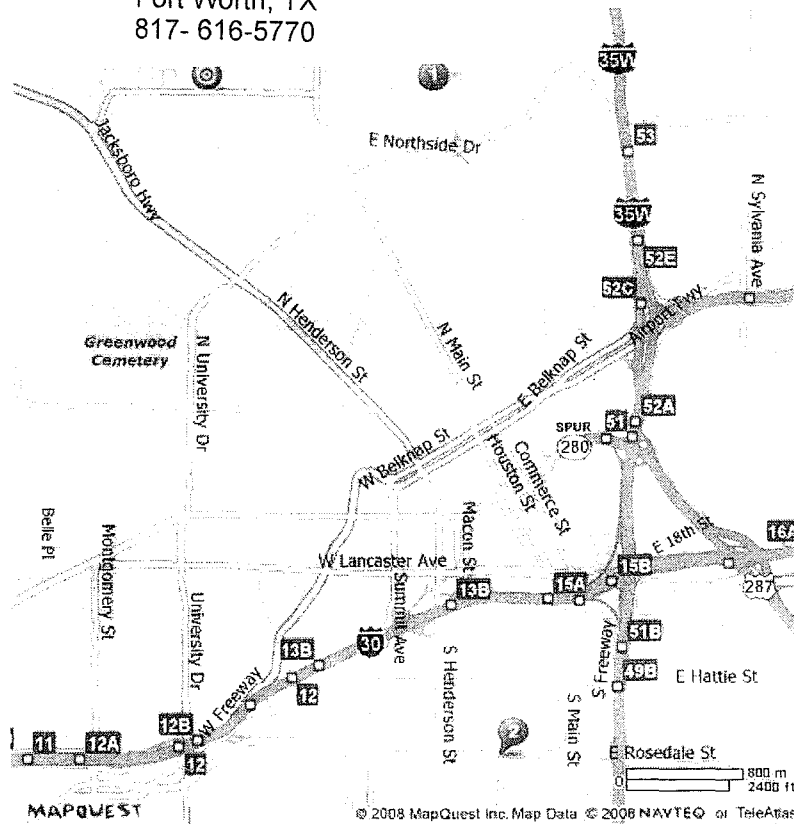 Fort Worth, TX
817- 616-5770
35W
1
53
E Northside Dr
Jacksboro Hwy
N Sylvania Ave
35W
52E
52C
Airport Fwy
N Henderson St
Greenwood
Cemetery
N University Dr
N Main St
E Belknap St
52A
51
SPUR
280
W Belknap St
Houston St
Commerce St
Belle Pl
Montgomery St
Macon St
E 18th St
16A
W Lancaster Ave
15B
15A
13B
287
Summit Ave
University Dr
30
51B
13B
12
S Freeway
49B
E Hattie St
S Henderson St
W Freeway
S Main St
2
12B
11
12A
12
E Rosedale St
0
800 m
2400 ft
MAPQUEST
© 2008 MapQuest Inc. Map Data © 2008 NAVTEQ or TeleAtlas